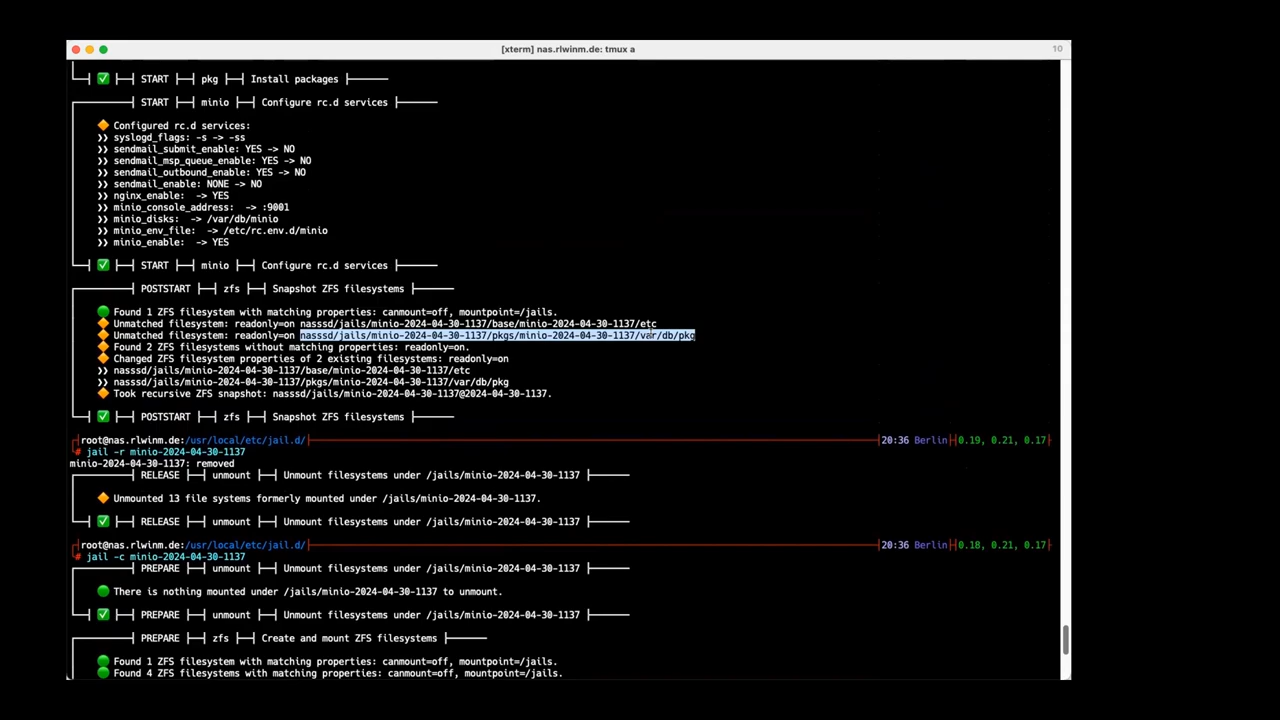 [xterm] nas.rlwinm.de: tmux a
10
✅ ├──┤ START ├─┤ pkg ├─┤ Install packages ├──────
┌─────────┤ START ├─┤ minio ├─┤ Configure rc.d services ├──────
🔶 Configured rc.d services:
❯❯ syslogd_flags: -s -> -ss
❯❯ sendmail_submit_enable: YES -> NO
❯❯ sendmail_msp_queue_enable: YES -> NO
❯❯ sendmail_outbound_enable: YES -> NO
❯❯ sendmail_enable: NONE -> NO
❯❯ nginx_enable:  -> YES
❯❯ minio_console_address:  -> :9001
❯❯ minio_disks:  -> /var/db/minio
❯❯ minio_env_file:  -> /etc/rc.env.d/minio
❯❯ minio_enable:  -> YES
└─┤ ✅ ├──┤ START ├─┤ minio ├─┤ Configure rc.d services ├──────
┌─────────┤ POSTSTART ├─┤ zfs ├─┤ Snapshot ZFS filesystems ├──────
🟢 Found 1 ZFS filesystem with matching properties: canmount=off, mountpoint=/jails.
🔶 Unmatched filesystem: readonly=on nasssd/jails/minio-2024-04-30-1137/base/minio-2024-04-30-1137/etc
🔶 Unmatched filesystem: readonly=on nasssd/jails/minio-2024-04-30-1137/pkgs/minio-2024-04-30-1137/var/db/pkg
🔶 Found 2 ZFS filesystems without matching properties: readonly=on.
🔶 Changed ZFS filesystem properties of 2 existing filesystems: readonly=on
❯❯ nasssd/jails/minio-2024-04-30-1137/base/minio-2024-04-30-1137/etc
❯❯ nasssd/jails/minio-2024-04-30-1137/pkgs/minio-2024-04-30-1137/var/db/pkg
🔶 Took recursive ZFS snapshot: nasssd/jails/minio-2024-04-30-1137@2024-04-30-1137.
└─┤ ✅ ├──┤ POSTSTART ├─┤ zfs ├─┤ Snapshot ZFS filesystems ├──────
┌┤root@nas.rlwinm.de:/usr/local/etc/jail.d/├──────┤20:36 Berlin├┤0.19, 0.21, 0.17├
└# jail -r minio-2024-04-30-1137
minio-2024-04-30-1137: removed
┌─────────┤ RELEASE ├─┤ unmount ├─┤ Unmount filesystems under /jails/minio-2024-04-30-1137 ├──────
🔶 Unmounted 13 file systems formerly mounted under /jails/minio-2024-04-30-1137.
└─┤ ✅ ├──┤ RELEASE ├─┤ unmount ├─┤ Unmount filesystems under /jails/minio-2024-04-30-1137 ├──────
┌┤root@nas.rlwinm.de:/usr/local/etc/jail.d/├──────┤20:36 Berlin├┤0.18, 0.21, 0.17├
└# jail -c minio-2024-04-30-1137
┌─────────┤ PREPARE ├─┤ unmount ├─┤ Unmount filesystems under /jails/minio-2024-04-30-1137 ├──────
🟢 There is nothing mounted under /jails/minio-2024-04-30-1137 to unmount.
└─┤ ✅ ├──┤ PREPARE ├─┤ unmount ├─┤ Unmount filesystems under /jails/minio-2024-04-30-1137 ├──────
┌─────────┤ PREPARE ├─┤ zfs ├─┤ Create and mount ZFS filesystems ├──────
🟢 Found 1 ZFS filesystem with matching properties: canmount=off, mountpoint=/jails.
🟢 Found 4 ZFS filesystems with matching properties: canmount=off, mountpoint=/jails.